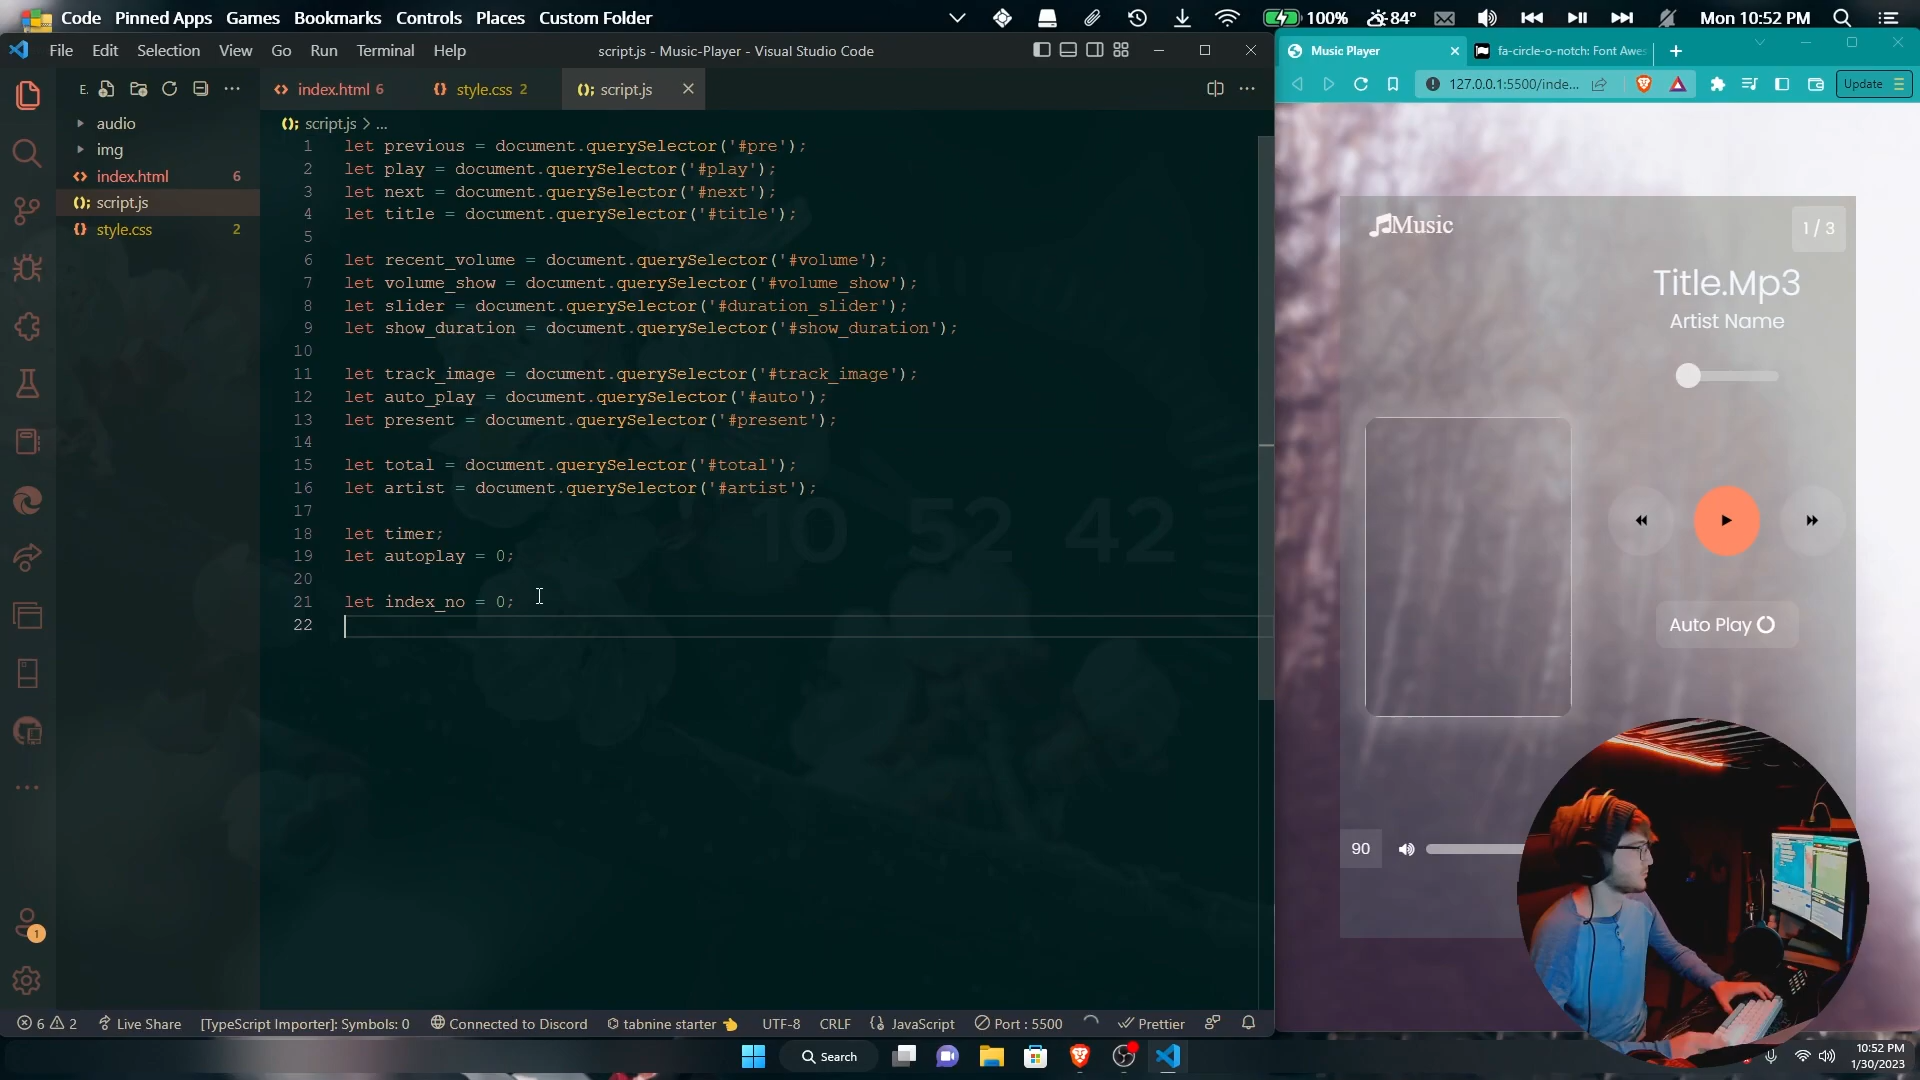 Code Pinned Apps Games Bookmarks Controls Places Custom Folder
100% 84° Mon 10:52 PM
File Edit Selection View Go Run Terminal Help
script.js - Music-Player - Visual Studio Code
E.
audio
img
index.html 6
script.js
style.css 2
index.html 6 style.css 2 script.js
script.js > ...
1 let previous = document.querySelector('#pre');
2 let play = document.querySelector('#play');
3 let next = document.querySelector('#next');
4 let title = document.querySelector('#title');
5
6 let recent_volume = document.querySelector('#volume');
7 let volume_show = document.querySelector('#volume_show');
8 let slider = document.querySelector('#duration_slider');
9 let show_duration = document.querySelector('#show_duration');
10
11 let track_image = document.querySelector('#track_image');
12 let auto_play = document.querySelector('#auto');
13 let present = document.querySelector('#present');
14
15 let total = document.querySelector('#total');
16 let artist = document.querySelector('#artist');
17
18 let timer;
19 let autoplay = 0;
20
21 let index_no = 0;
22
10 52 42
1
6 2 Live Share [TypeScript Importer]: Symbols: 0 Connected to Discord tabnine starter UTF-8 CRLF JavaScript Port : 5500 Prettier
Music Player fa-circle-o-notch: Font Awes
127.0.0.1:5500/inde... Update
Music
1 / 3
Title.Mp3
Artist Name
Auto Play
90
Search
10:52 PM
1/30/2023